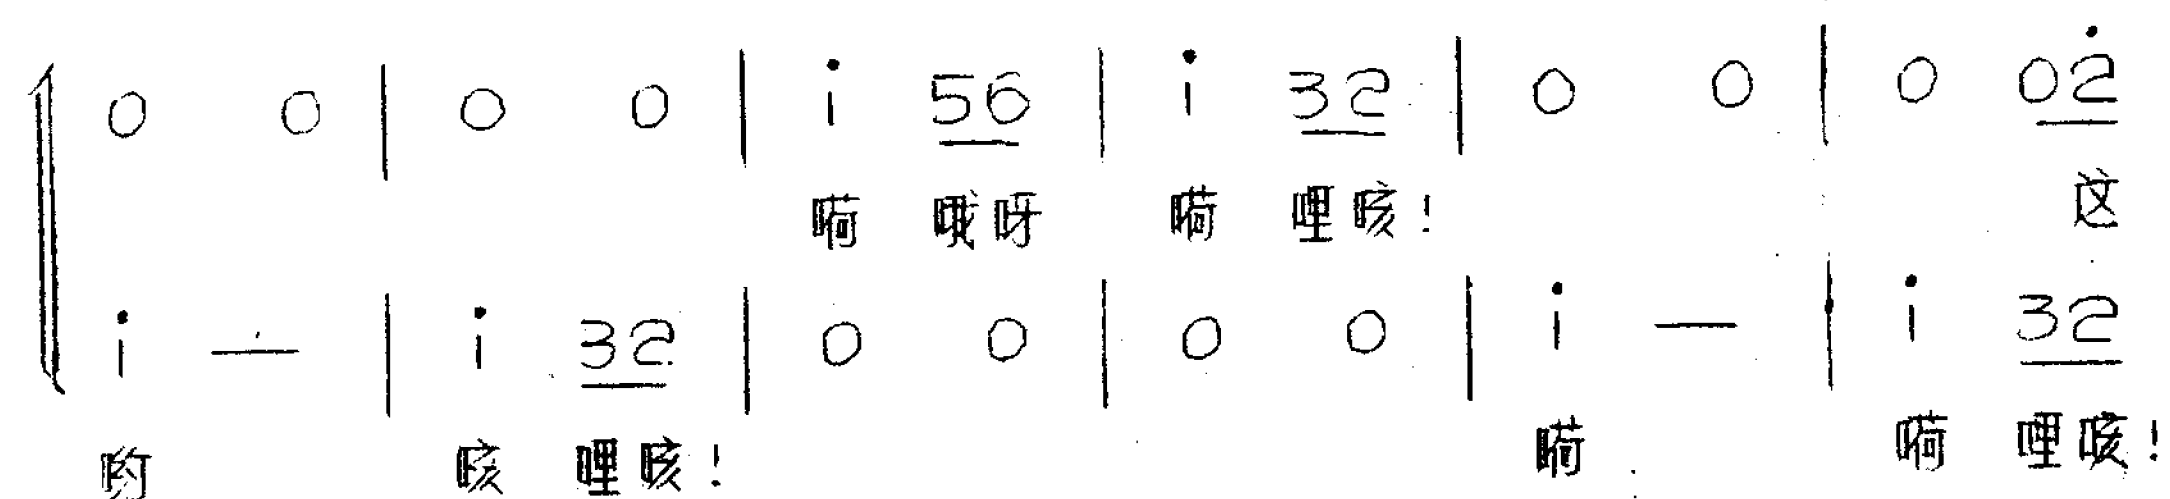 0 0 | 0 0 | i̇ 56 | i̇ 32 | 0 0 | 0 02̇
嗬 哦呀 嗬 哩咳! 这
i̇ — | i̇ 32 | 0 0 | 0 0 | i̇ — | i̇ 32
哟 咳 哩咳! 嗬 嗬 哩咳!